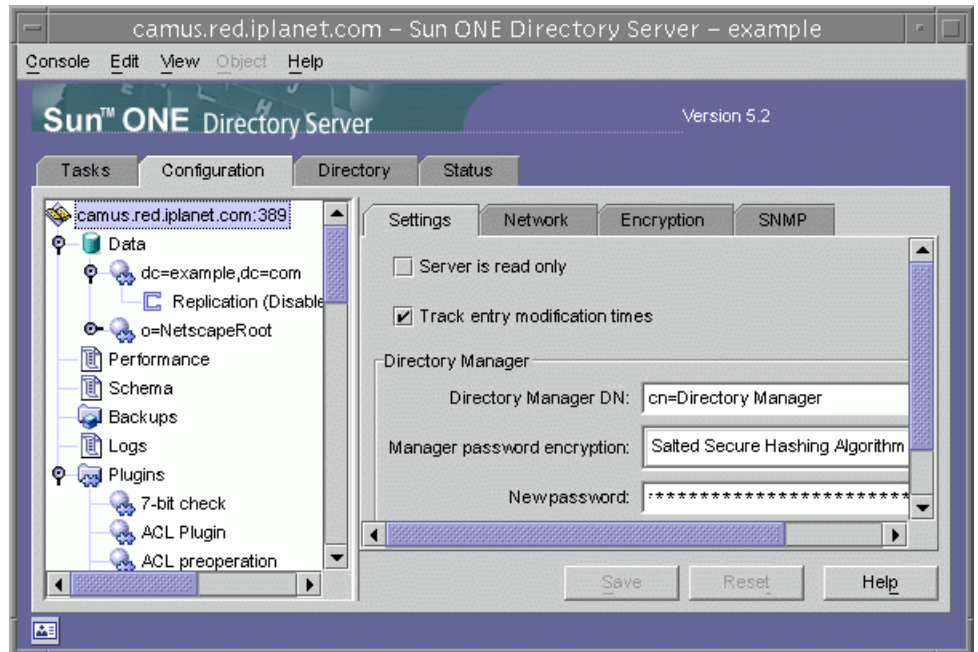 camus.red.iplanet.com – Sun ONE Directory Server – example
Console Edit View Object Help
Sun™ ONE Directory Server
Version 5.2
Tasks Configuration Directory Status
camus.red.iplanet.com:389
Data
dc=example,dc=com
Replication (Disable
o=NetscapeRoot
Performance
Schema
Backups
Logs
Plugins
7-bit check
ACL Plugin
ACL preoperation
Settings Network Encryption SNMP
Server is read only
Track entry modification times
Directory Manager
Directory Manager DN: cn=Directory Manager
Manager password encryption: Salted Secure Hashing Algorithm
New password: :*************************
Save Reset Help